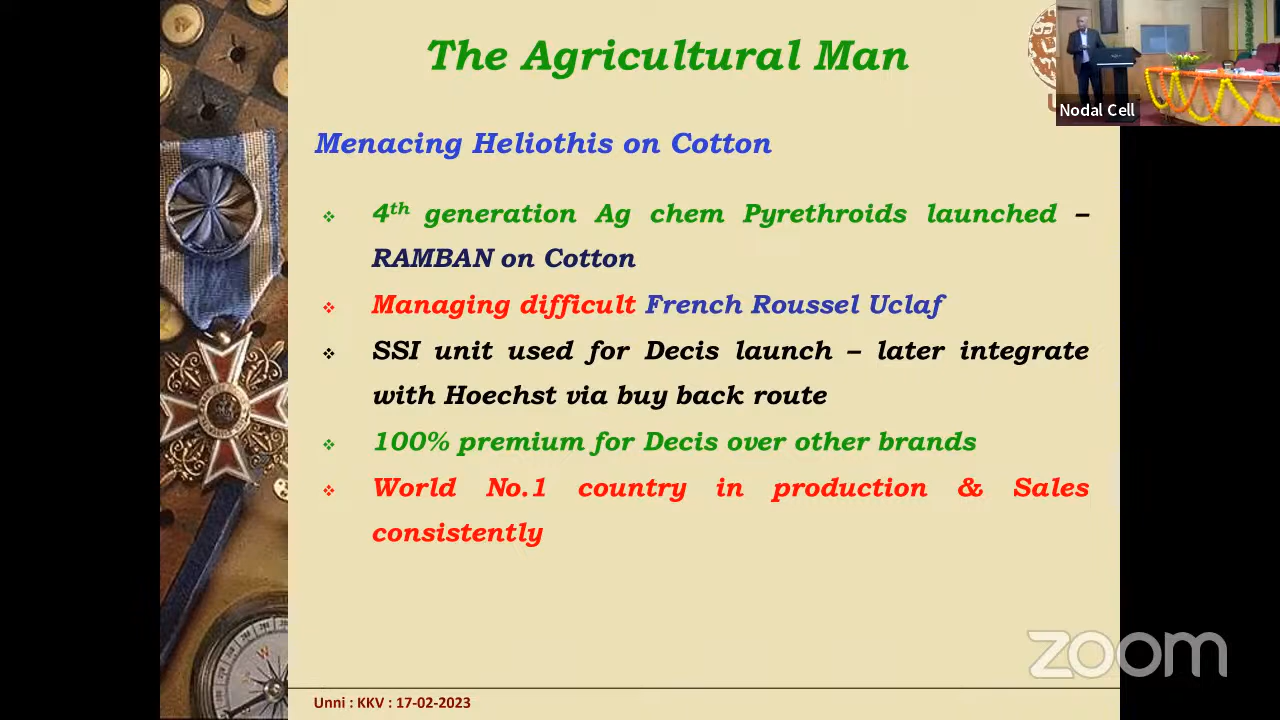 The Agricultural Man
Nodal Cell
Menacing Heliothis on Cotton
4th generation Ag chem Pyrethroids launched –
RAMBAN on Cotton
Managing difficult French Roussel Uclaf
SSI unit used for Decis launch – later integrate
with Hoechst via buy back route
100% premium for Decis over other brands
World No.1 country in production & Sales
consistently
zoom
Unni : KKV : 17-02-2023